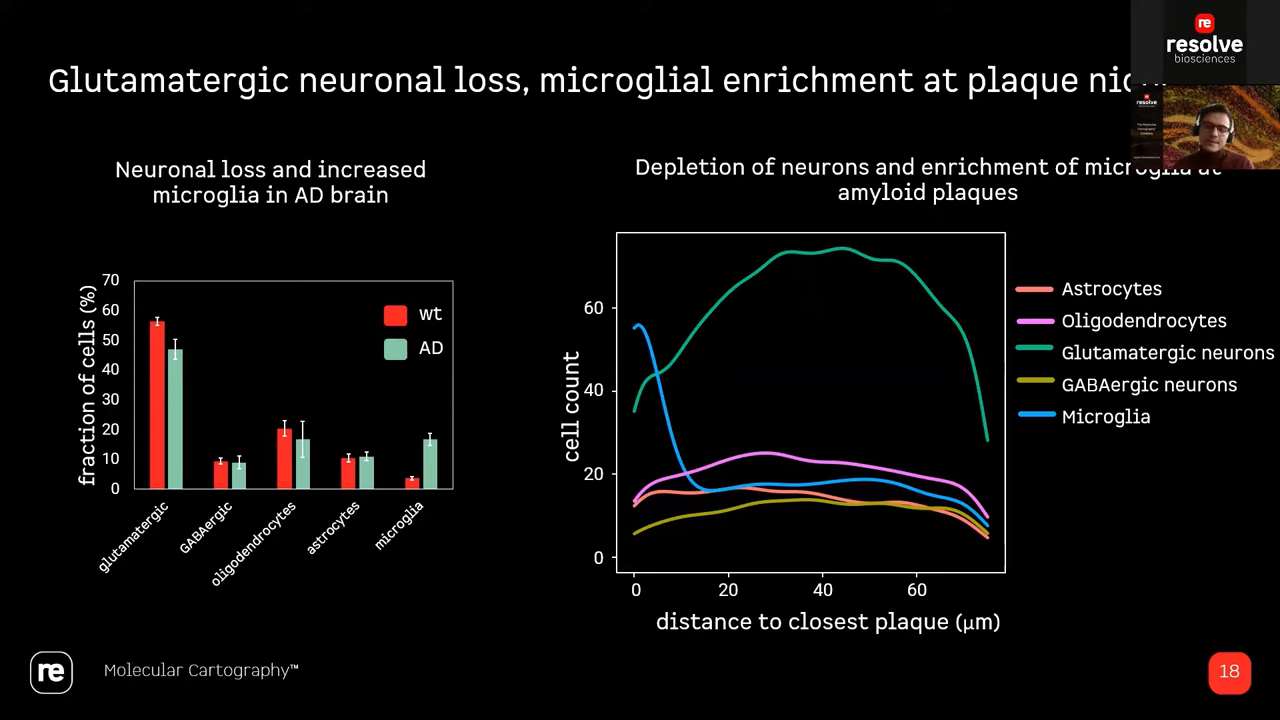 re
resolve
biosciences
Glutamatergic neuronal loss, microglial enrichment at plaque
resolve
Neuronal loss and increased
microglia in AD brain
Depletion of neurons and enrichment of microglia at
amyloid plaques
fraction of cells (%)
70
60
50
40
30
20
10
0
wt
AD
glutamatergic
GABAergic
oligodendrocytes
astrocytes
microglia
cell count
60
40
20
0
0
20
40
60
distance to closest plaque (μm)
Astrocytes
Oligodendrocytes
Glutamatergic neurons
GABAergic neurons
Microglia
re
Molecular Cartography™
18